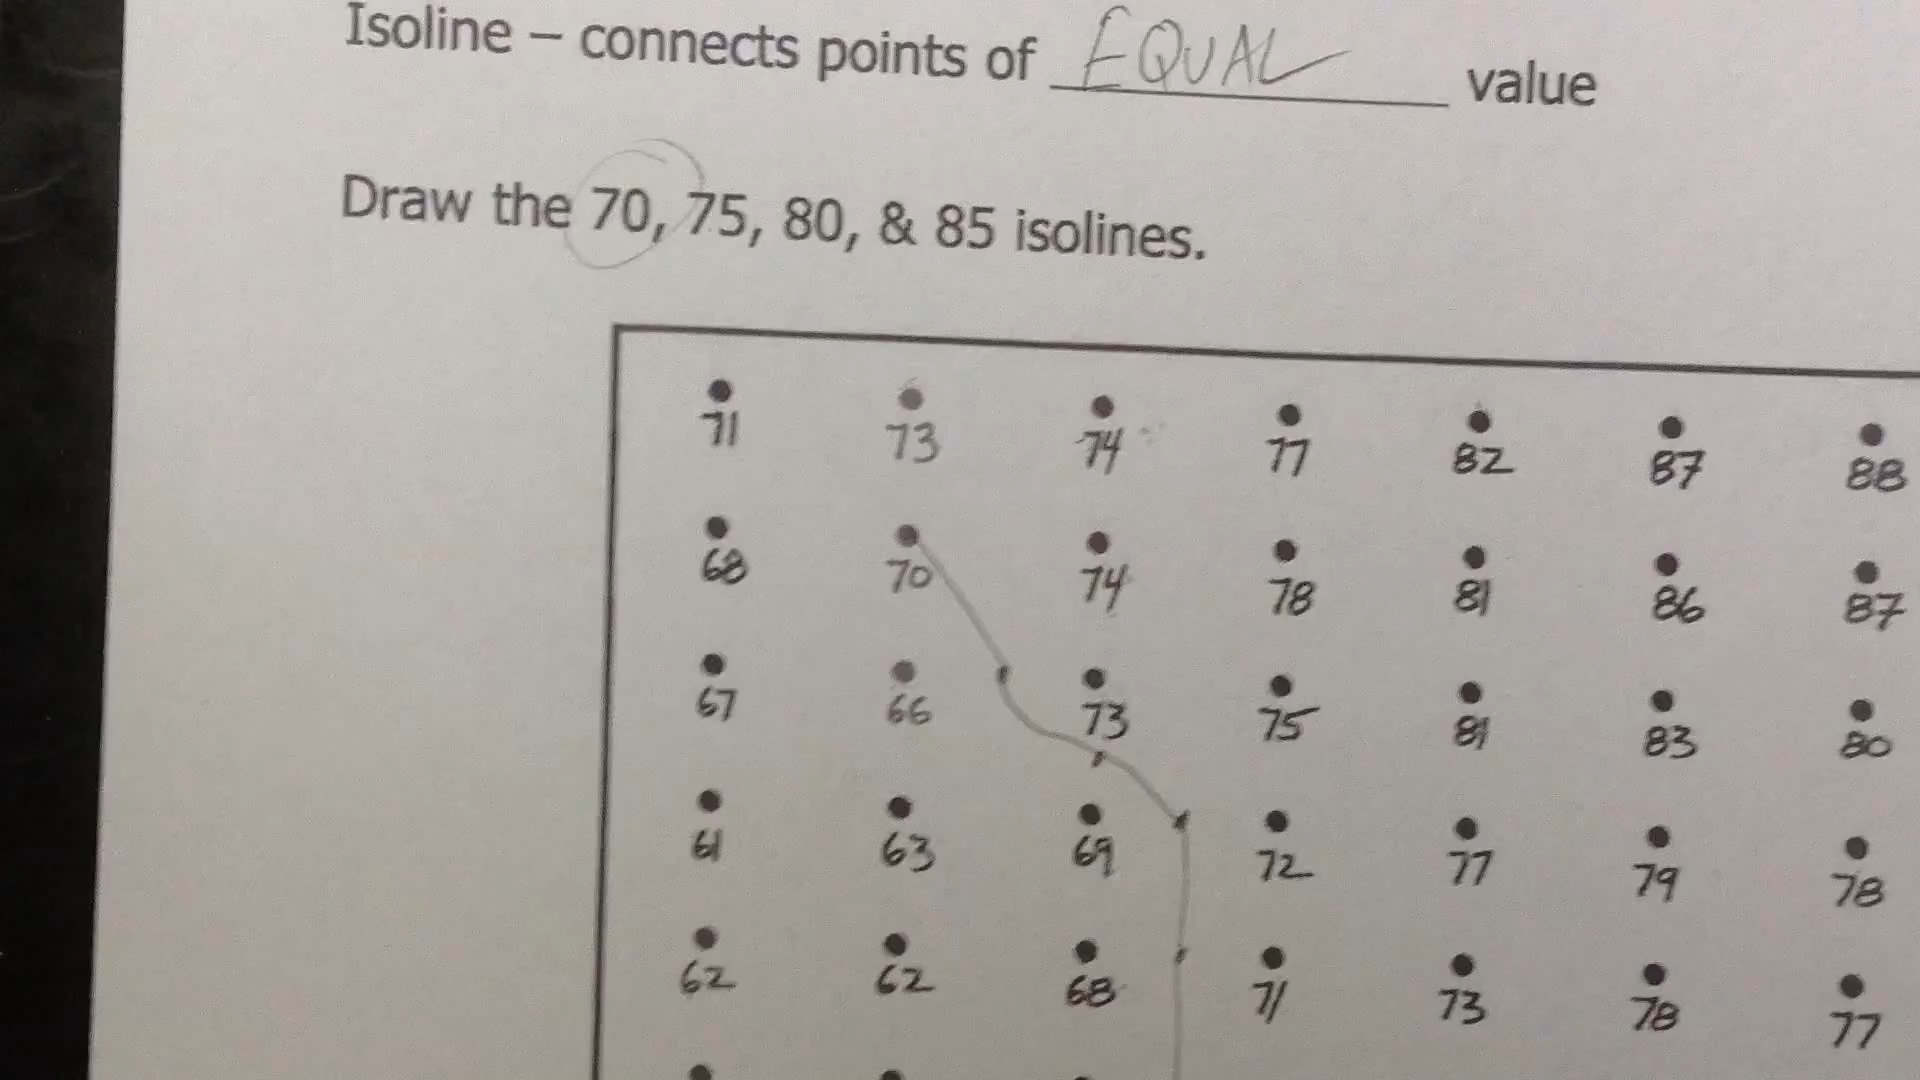 Isoline – connects points of EQUAL value
Draw the 70, 75, 80, & 85 isolines.
71 73 74 77 82 87 88
68 70 74 78 81 86 87
67 66 73 75 81 83 80
61 63 69 72 77 79 78
62 62 68 71 73 78 77